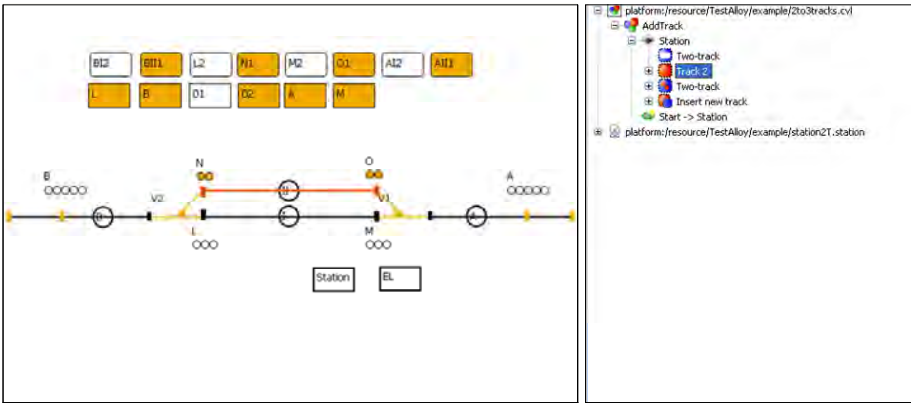 BI2 BII1 L2 N1 M2 O1 AI2 AII1
L B D1 D2 A M
N O
B A
V2 II V1
B I A
L M
Station EL
platform:/resource/TestAlloy/example/2to3tracks.cvl
AddTrack
Station
Two-track
Track 2
Two-track
Insert new track
Start -> Station
platform:/resource/TestAlloy/example/station2T.station